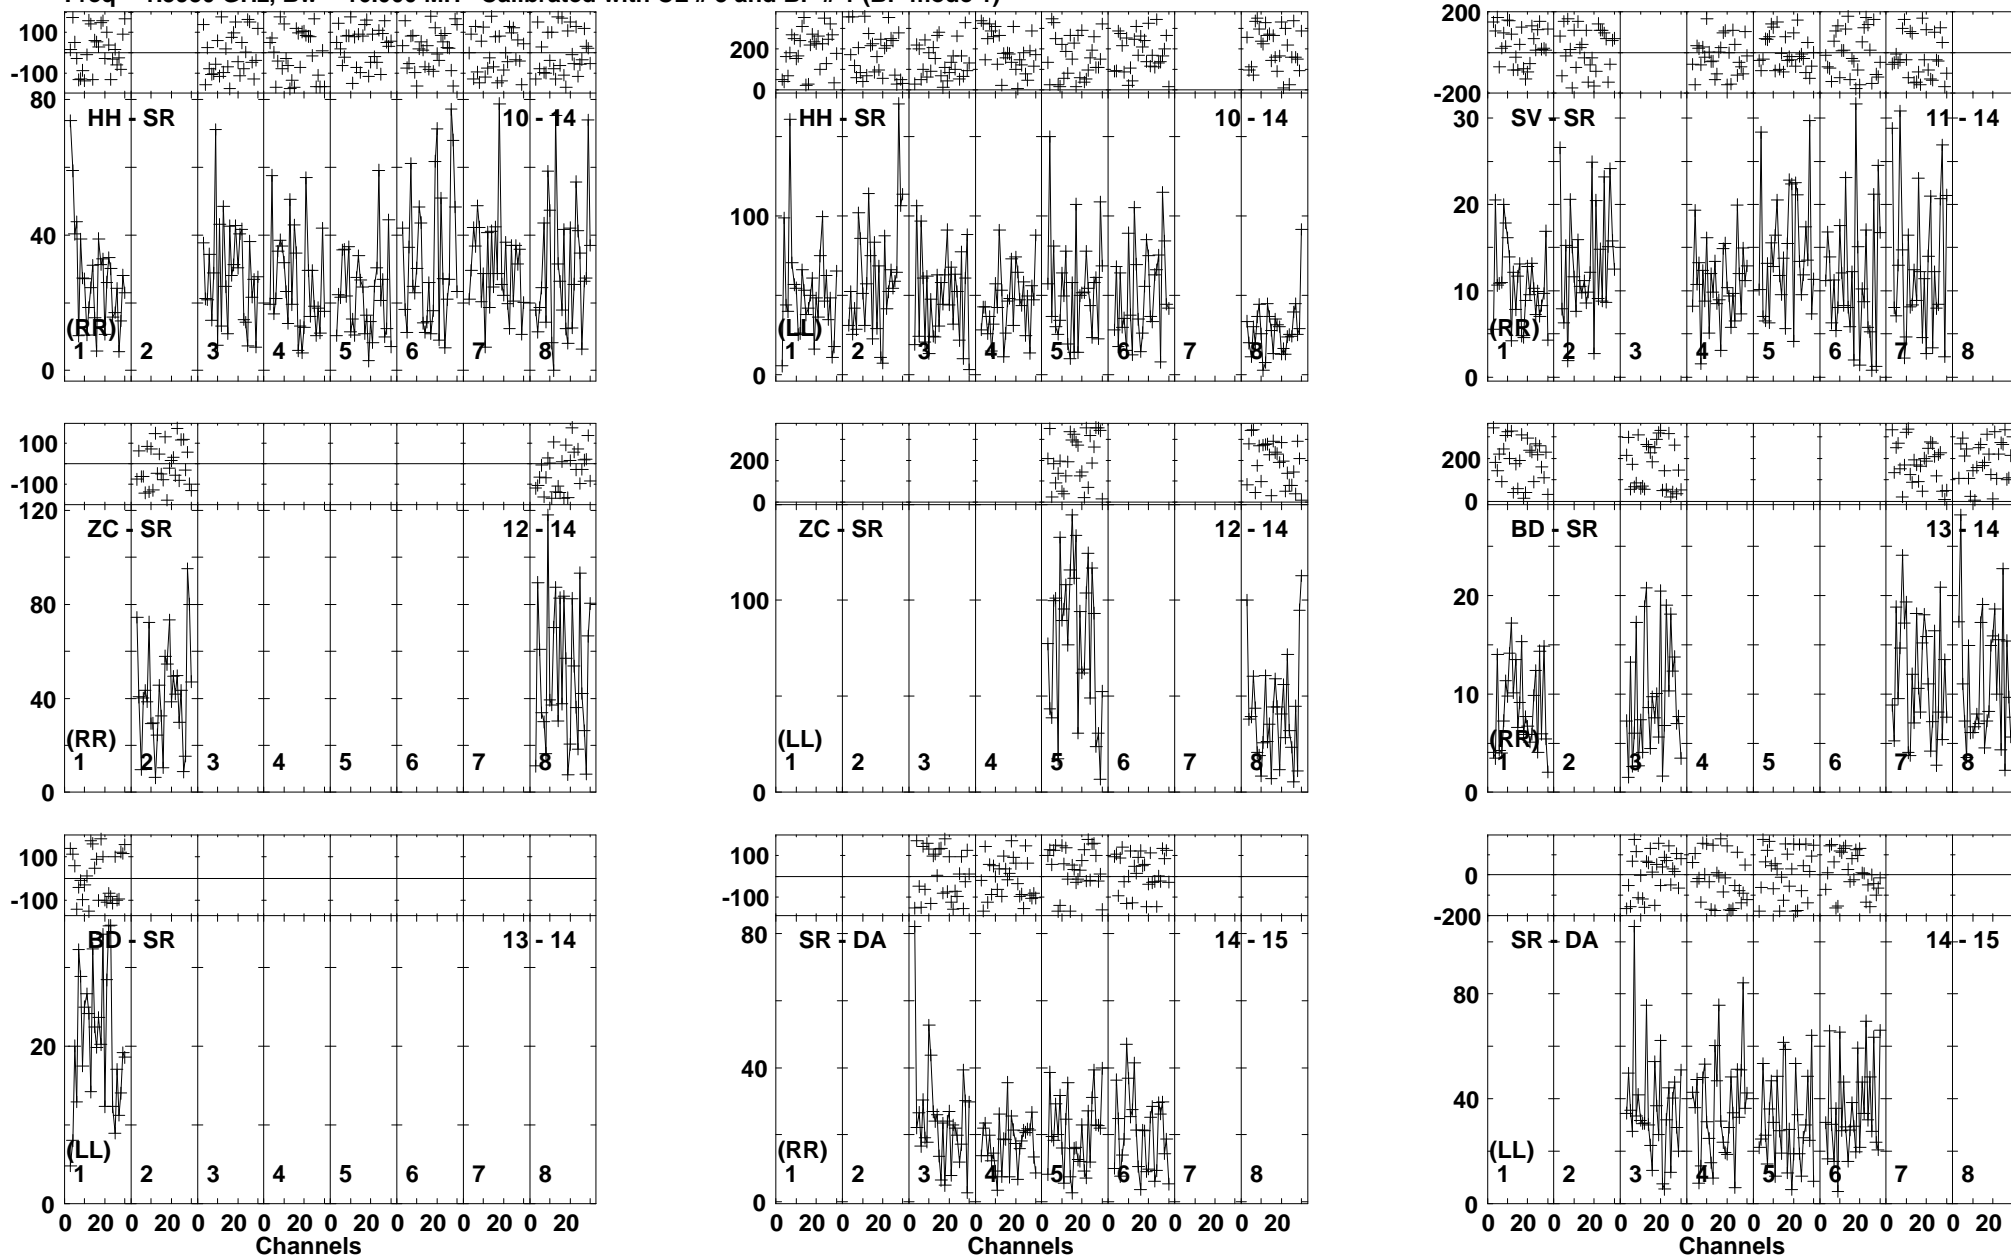 100 -100 200 0 200 -200
80 40 0 HH - SR 10 - 14 (RR) 1 2 3 4 5 6 7 8
100 0 HH - SR 10 - 14 (LL) 1 2 3 4 5 6 7 8
30 20 10 0 SV - SR 11 - 14 (RR) 1 2 3 4 5 6 7 8
100 -100 200 0 200 0
120 80 40 0 ZC - SR 12 - 14 (RR) 1 2 3 4 5 6 7 8
100 0 ZC - SR 12 - 14 (LL) 1 2 3 4 5 6 7 8
20 10 0 BD - SR 13 - 14 (RR) 1 2 3 4 5 6 7 8
100 -100 100 -100 0 -200
20 0 BD - SR 13 - 14 (LL) 1 2 3 4 5 6 7 8
80 40 0 SR - DA 14 - 15 (RR) 1 2 3 4 5 6 7 8
80 40 0 SR - DA 14 - 15 (LL) 1 2 3 4 5 6 7 8
0 20 0 20 0 20 0 20 0 20 0 20 0 20 0 20
0 20 0 20 0 20 0 20 0 20 0 20 0 20 0 20
0 20 0 20 0 20 0 20 0 20 0 20 0 20 0 20
Channels
Channels